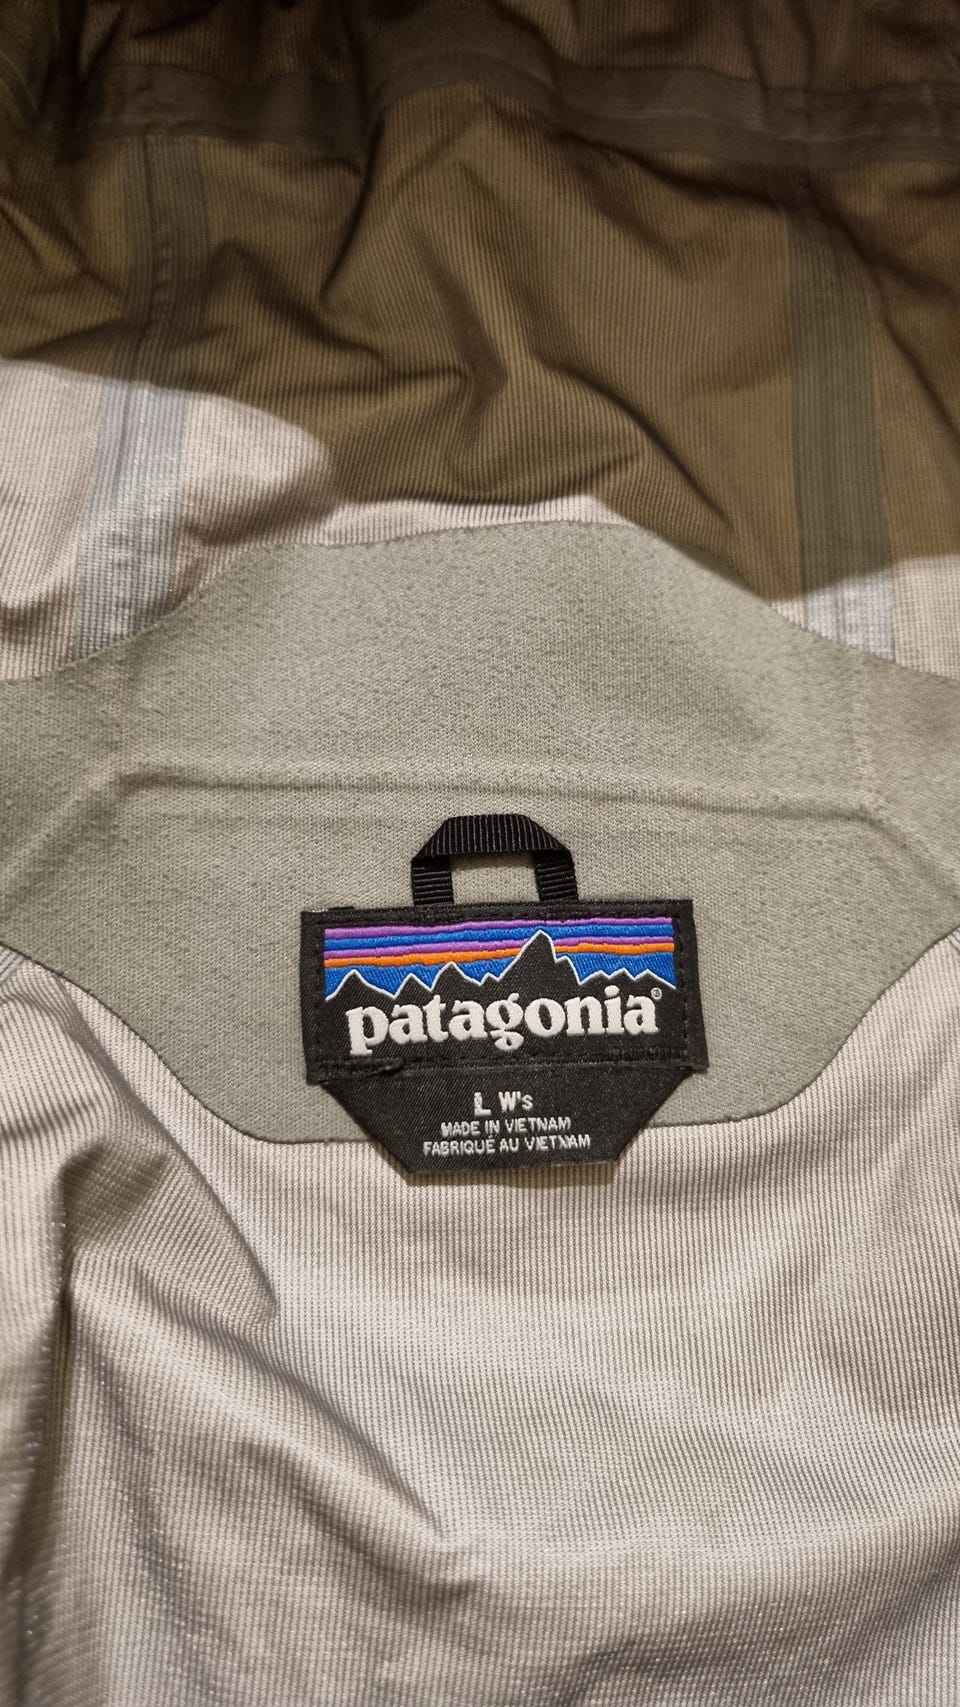 patagonia®
L W's
MADE IN VIETNAM
FABRIQUÉ AU VIETNAM